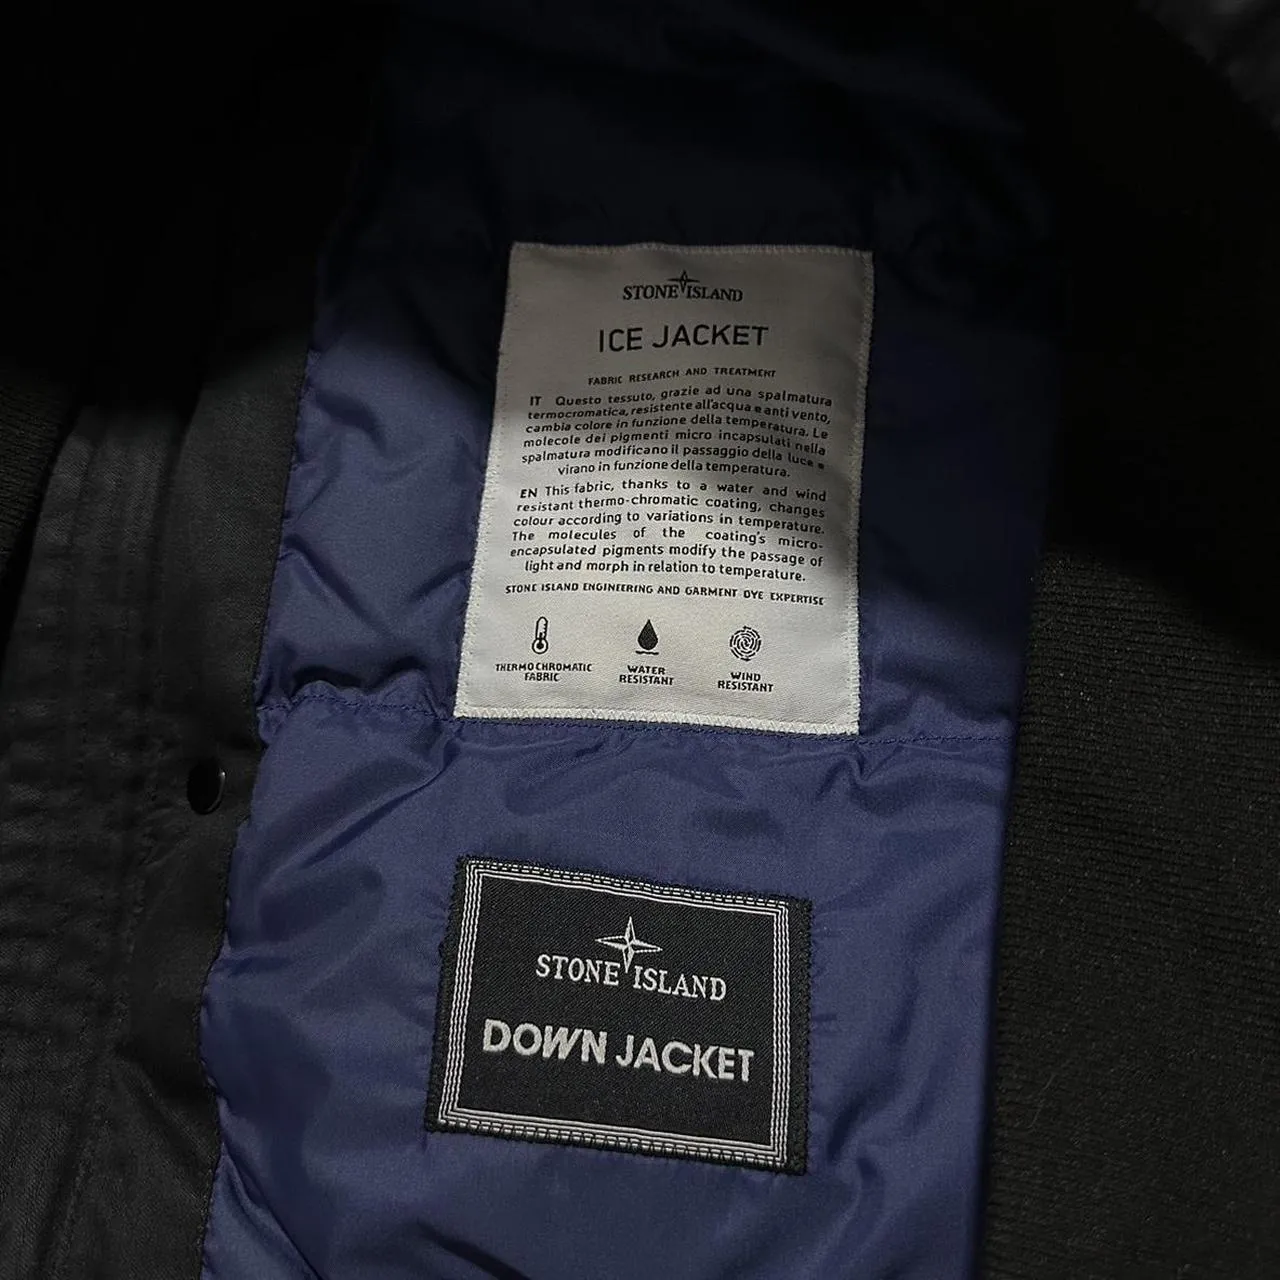 STONE ISLAND
ICE JACKET
FABRIC RESEARCH AND TREATMENT
IT Questo tessuto, grazie ad una spalmatura
termocromatica, resistente all'acqua e anti vento,
cambia colore in funzione della temperatura. Le
molecole dei pigmenti micro incapsulati nella
spalmatura modificano il passaggio della luce e
virano in funzione della temperatura.
EN This fabric, thanks to a water and wind
resistant thermo-chromatic coating, changes
colour according to variations in temperature.
The molecules of the coating's micro-
encapsulated pigments modify the passage of
light and morph in relation to temperature.
STONE ISLAND ENGINEERING AND GARMENT DYE EXPERTISE
THERMOCHROMATIC
FABRIC
WATER
RESISTANT
WIND
RESISTANT
STONE ISLAND
DOWN JACKET